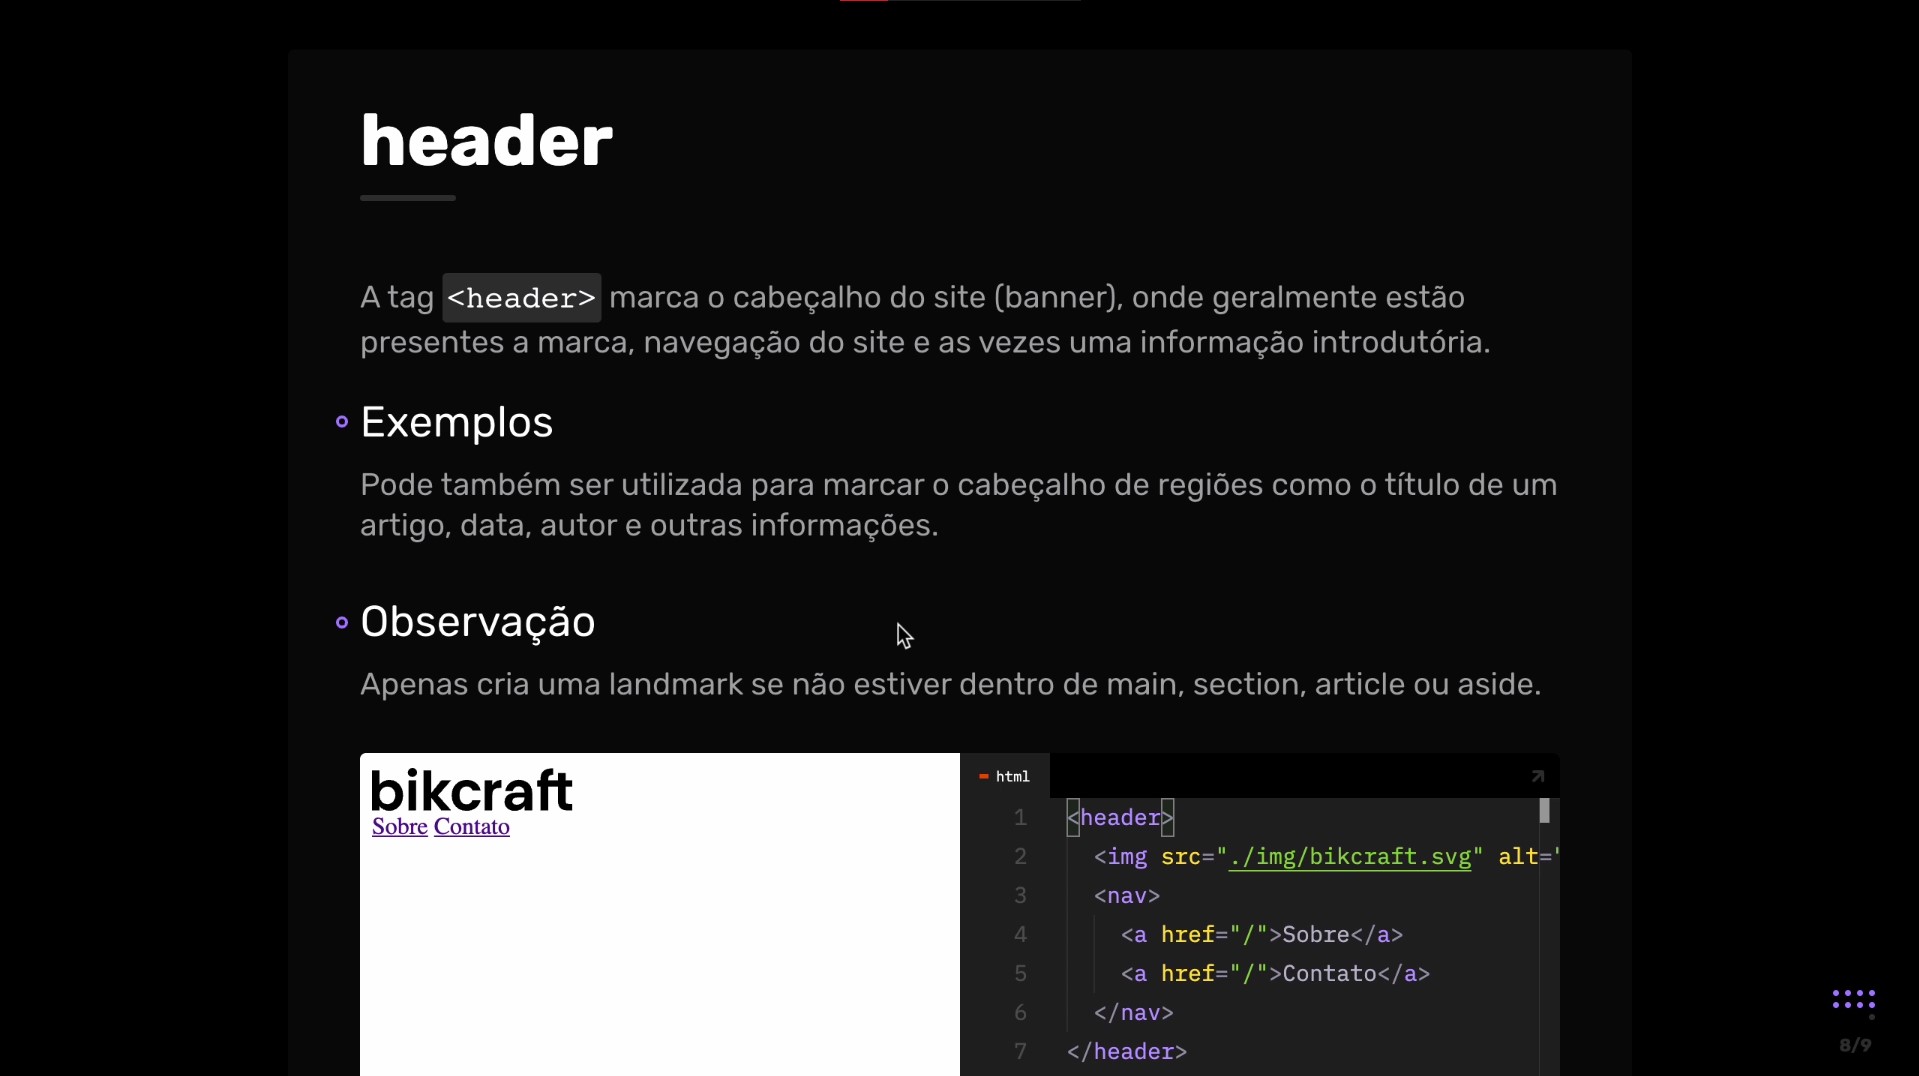 header
A tag <header> marca o cabeçalho do site (banner), onde geralmente estão
presentes a marca, navegação do site e as vezes uma informação introdutória.
Exemplos
Pode também ser utilizada para marcar o cabeçalho de regiões como o título de um
artigo, data, autor e outras informações.
Observação
Apenas cria uma landmark se não estiver dentro de main, section, article ou aside.
bikcraft
Sobre Contato
html
1 <header>
2 <img src="./img/bikcraft.svg" alt="
3 <nav>
4 <a href="/">Sobre</a>
5 <a href="/">Contato</a>
6 </nav>
7 </header>
8/9